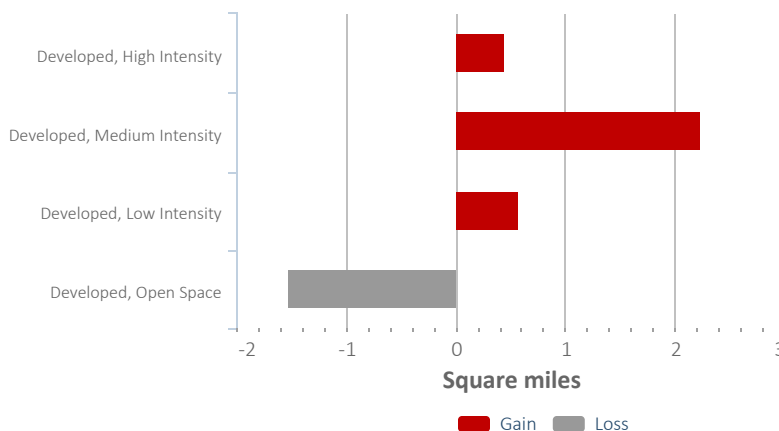 Developed, High Intensity
Developed, Medium Intensity
Developed, Low Intensity
Developed, Open Space
-2 -1 0 1 2
Square miles
Gain Loss